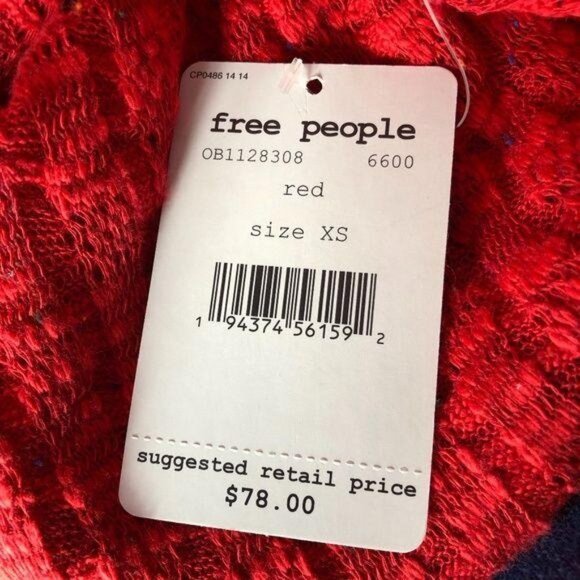 CP0486 14 14
free people
OB1128308 6600
red
size XS
1 94374 56159 2
suggested retail price
$78.00